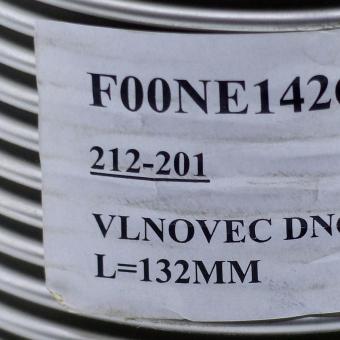 F00NE142
212-201
VLNOVEC DN
L=132MM